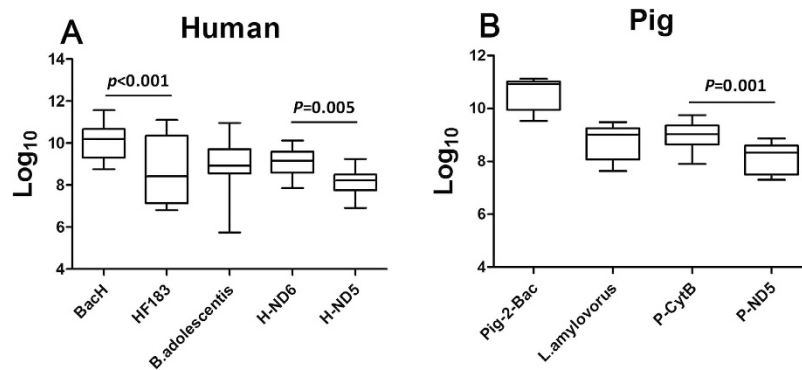 A
Human
Log10
14
12
10
8
6
4
p<0.001
P=0.005
BacH
HF183
B.adolescentis
H-ND6
H-ND5
B
Pig
Log10
12
10
8
6
4
P=0.001
Pig-2-Bac
L.amylovorus
P-CytB
P-ND5